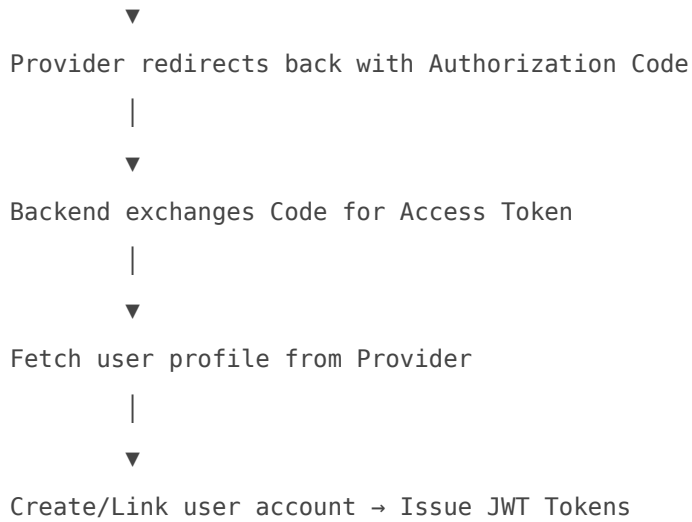 ▼
Provider redirects back with Authorization Code
│
▼
Backend exchanges Code for Access Token
│
▼
Fetch user profile from Provider
│
▼
Create/Link user account → Issue JWT Tokens